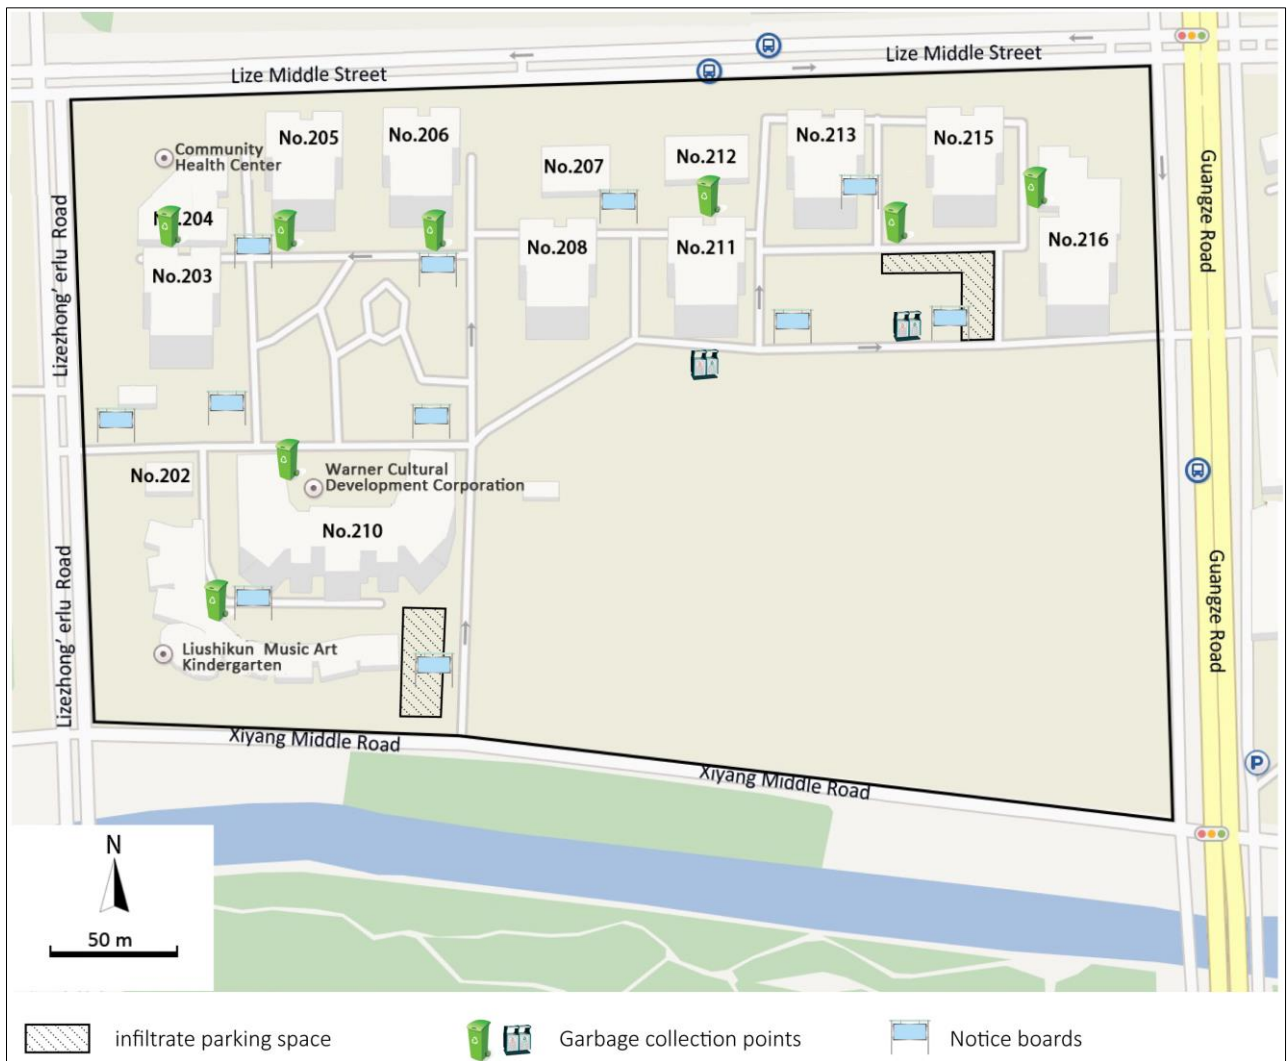 Lize Middle Street
Lize Middle Street
No.205
No.206
No.213
No.215
Community
Health Center
No.207
No.212
No.204
No.216
No.208
No.211
No.203
Guangze Road
Lizezhong' erlu Road
No.202
Warner Cultural
Development Corporation
No.210
Lizezhong' erlu Road
Guangze Road
Liushikun Music Art
Kindergarten
Xiyang Middle Road
Xiyang Middle Road
P
N
50 m
infiltrate parking space
Garbage collection points
Notice boards